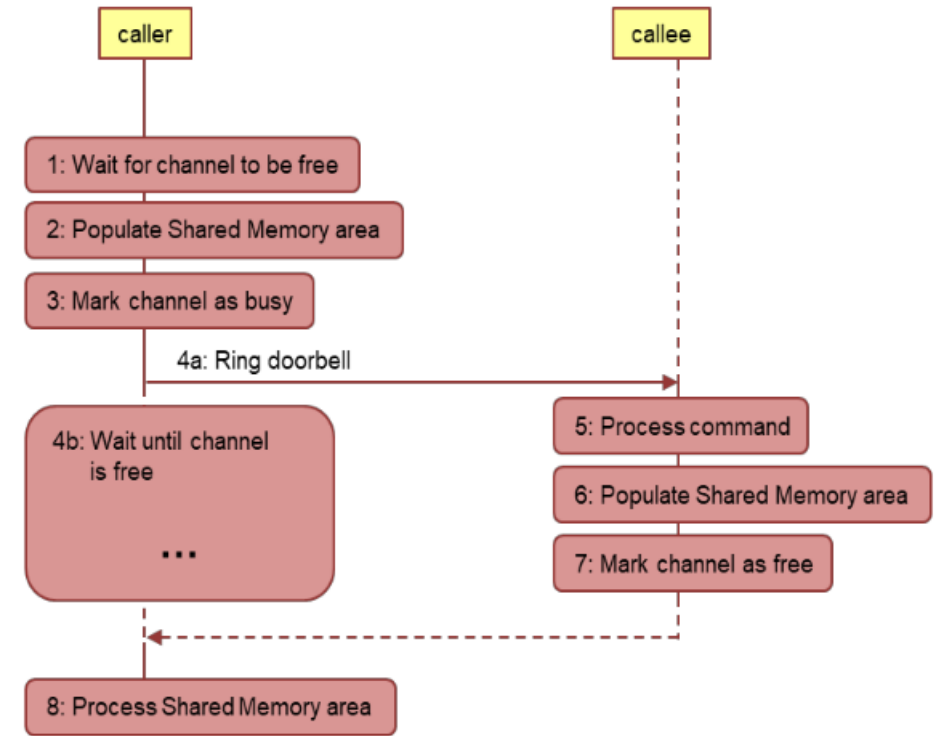 caller
callee
1: Wait for channel to be free
2: Populate Shared Memory area
3: Mark channel as busy
4a: Ring doorbell
4b: Wait until channel
is free
...
5: Process command
6: Populate Shared Memory area
7: Mark channel as free
8: Process Shared Memory area